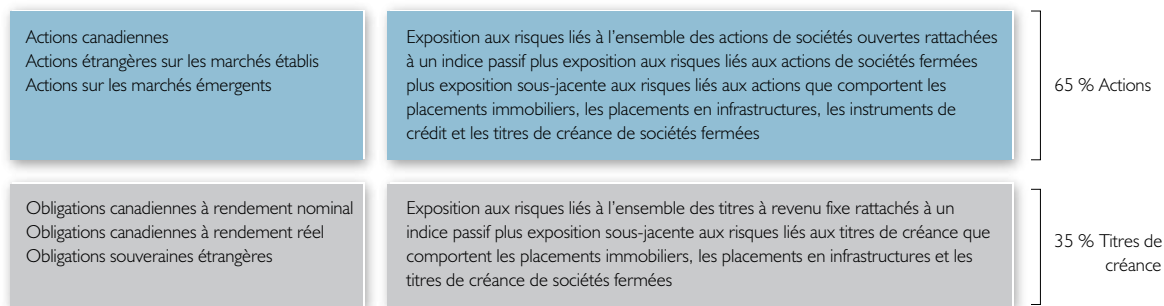 Actions canadiennes
Actions étrangères sur les marchés établis
Actions sur les marchés émergents
Exposition aux risques liés à l’ensemble des actions de sociétés ouvertes rattachées
à un indice passif plus exposition aux risques liés aux actions de sociétés fermées
plus exposition sous-jacente aux risques liés aux actions que comportent les
placements immobiliers, les placements en infrastructures, les instruments de
crédit et les titres de créance de sociétés fermées
65 % Actions
Obligations canadiennes à rendement nominal
Obligations canadiennes à rendement réel
Obligations souveraines étrangères
Exposition aux risques liés à l’ensemble des titres à revenu fixe rattachés à un
indice passif plus exposition sous-jacente aux risques liés aux titres de créance que
comportent les placements immobiliers, les placements en infrastructures et les
titres de créance de sociétés fermées
35 % Titres de
créance